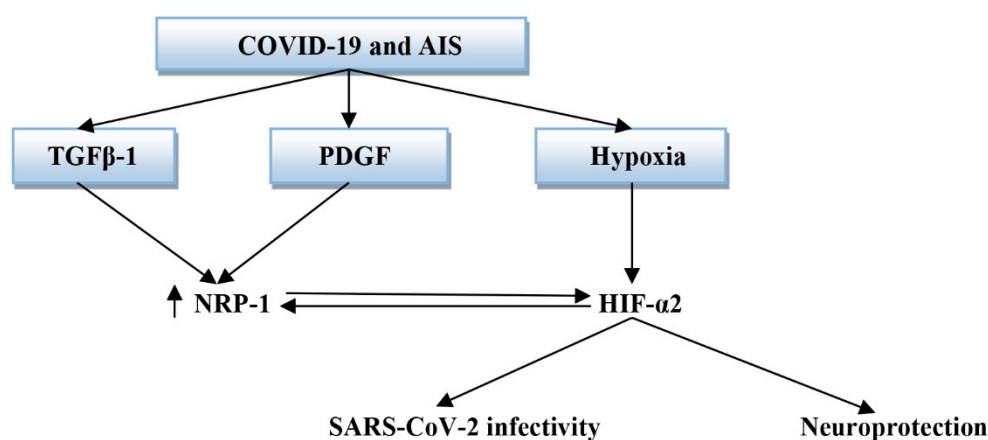 COVID-19 and AIS
TGFβ-1
PDGF
Hypoxia
NRP-1
HIF-α2
SARS-CoV-2 infectivity
Neuroprotection